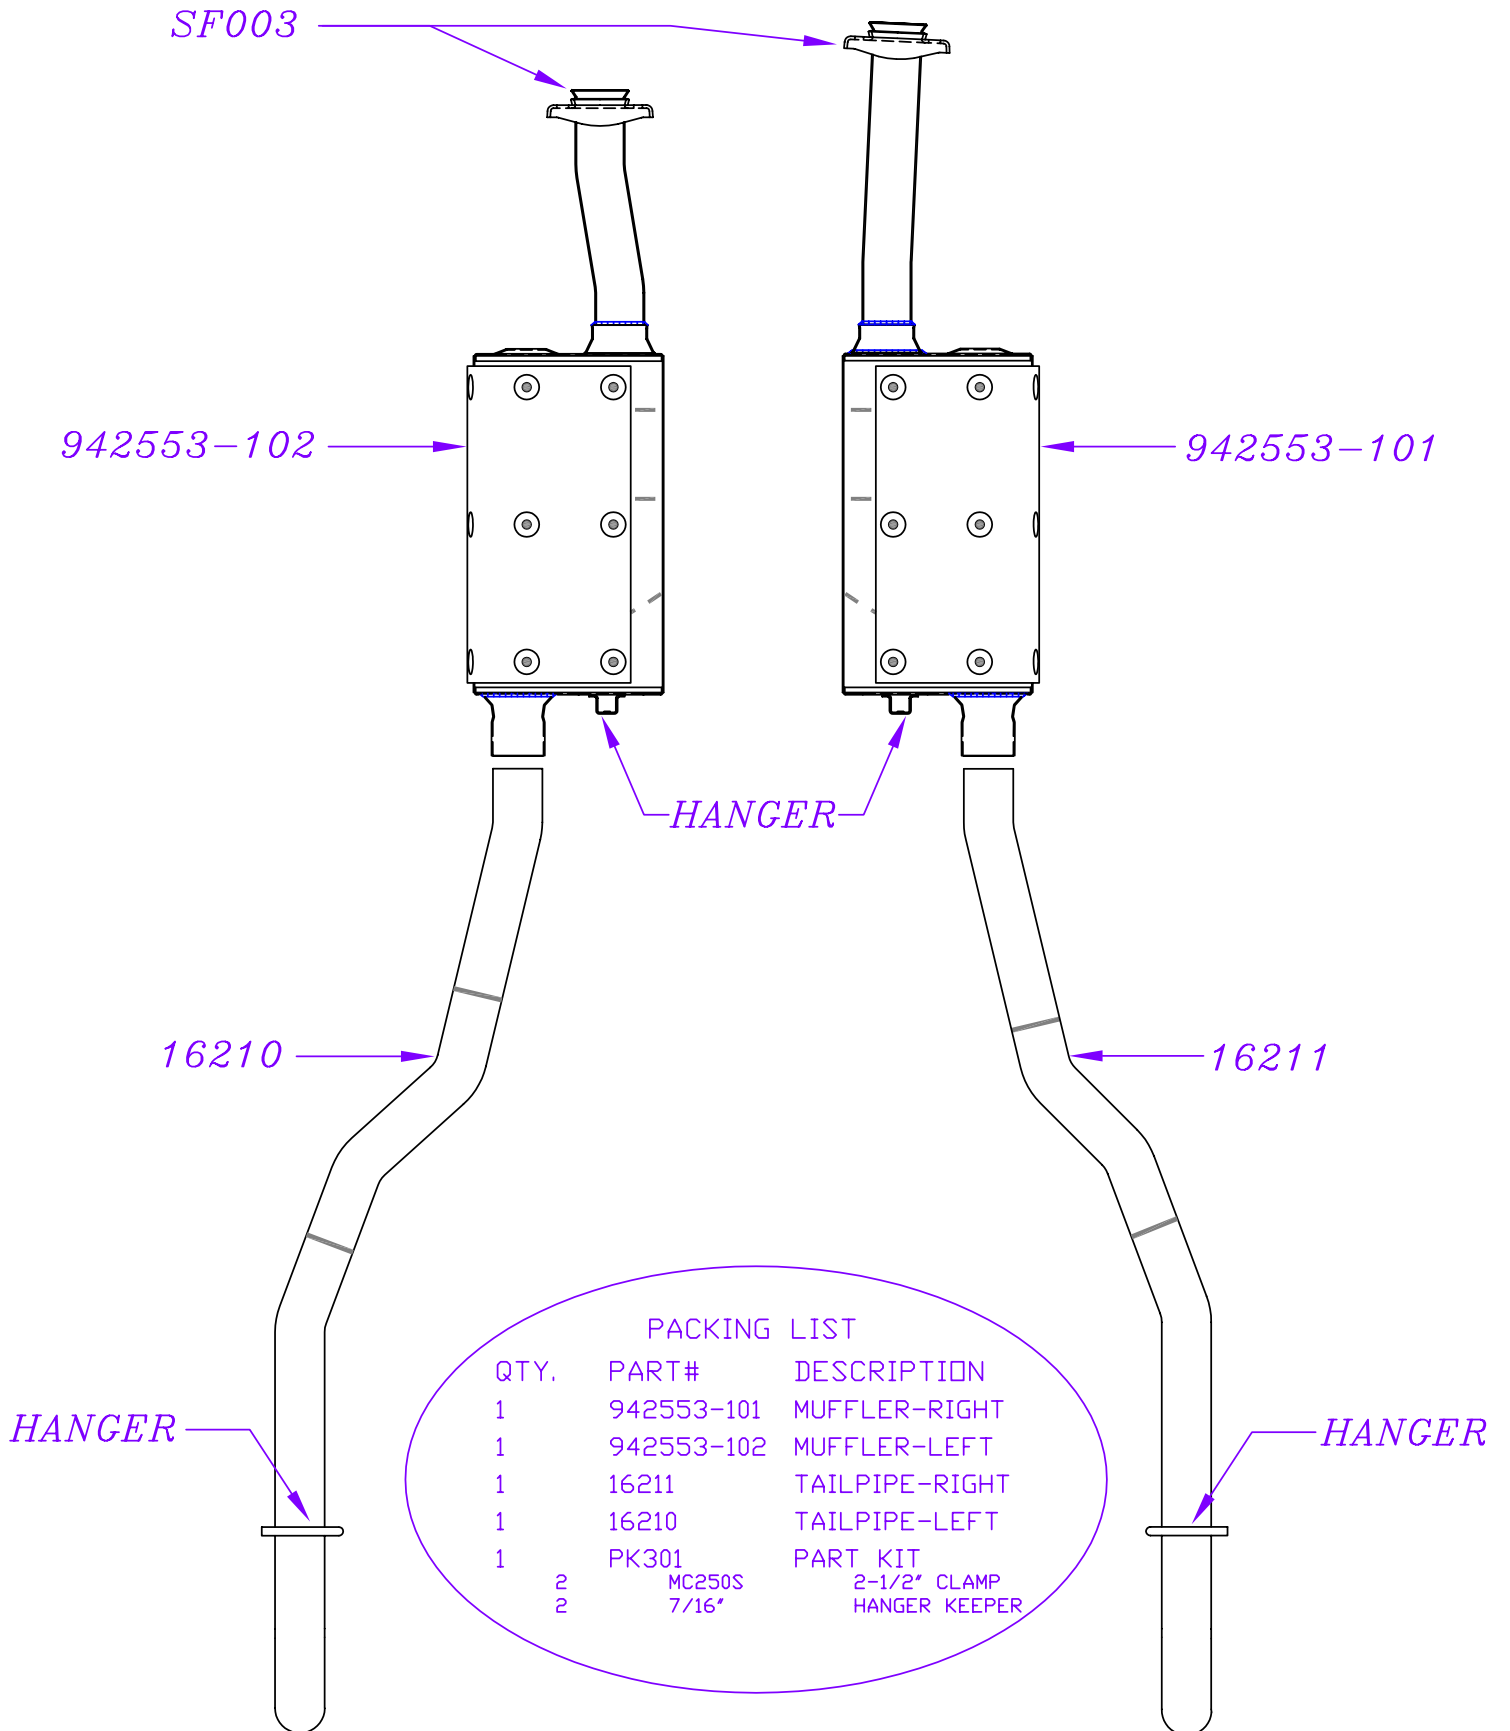 SF003
942553-102
942553-101
HANGER
16210
16211
HANGER
HANGER
PACKING LIST
QTY. PART# DESCRIPTION
1 942553-101 MUFFLER-RIGHT
1 942553-102 MUFFLER-LEFT
1 16211 TAILPIPE-RIGHT
1 16210 TAILPIPE-LEFT
1 PK301 PART KIT
2 MC250S 2-1/2" CLAMP
2 7/16" HANGER KEEPER